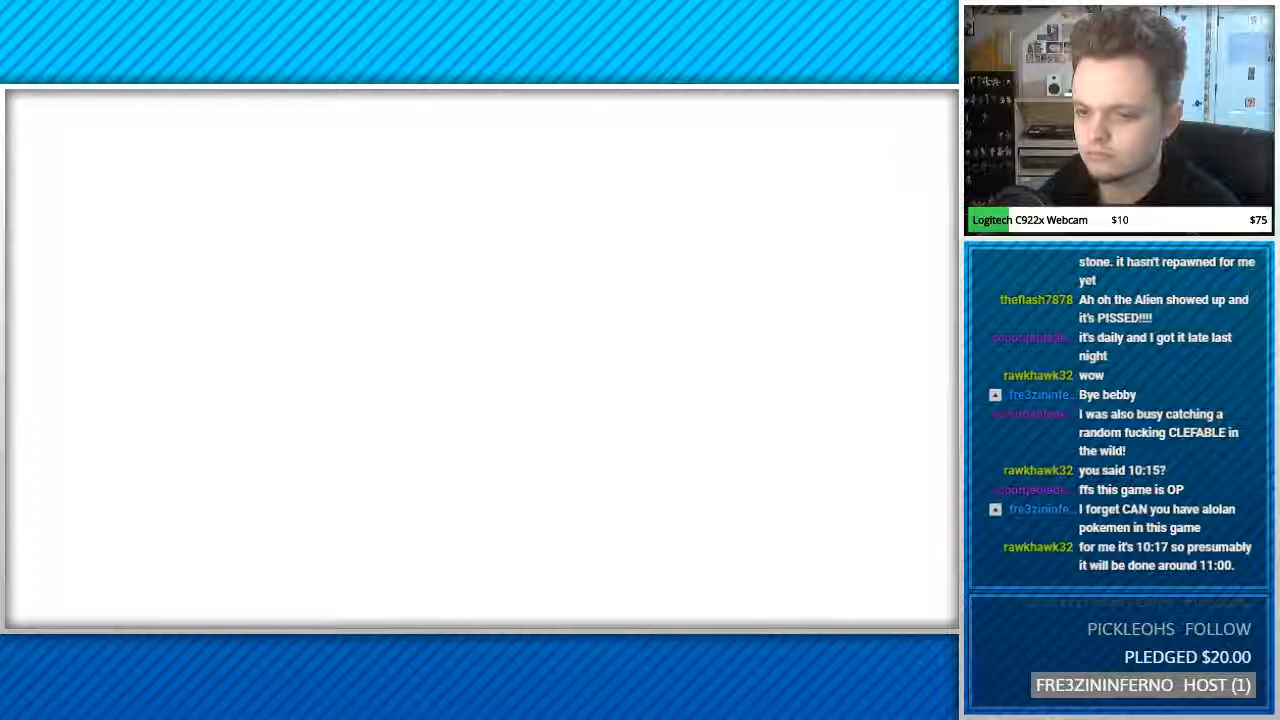 Logitech C922x Webcam $10 $75
stone. it hasn't repawned for me
yet
theflash7878 Ah oh the Alien showed up and
it's PISSED!!!!
it's daily and I got it late last
night
rawkhawk32 wow
fre3zininfe... Bye bebby
I was also busy catching a
random fucking CLEFABLE in
the wild!
rawkhawk32 you said 10:15?
ffs this game is OP
fre3zininfe... I forget CAN you have alolan
pokemen in this game
rawkhawk32 for me it's 10:17 so presumably
it will be done around 11:00.
PICKLEOHS FOLLOW
PLEDGED $20.00
FRE3ZININFERNO HOST (1)